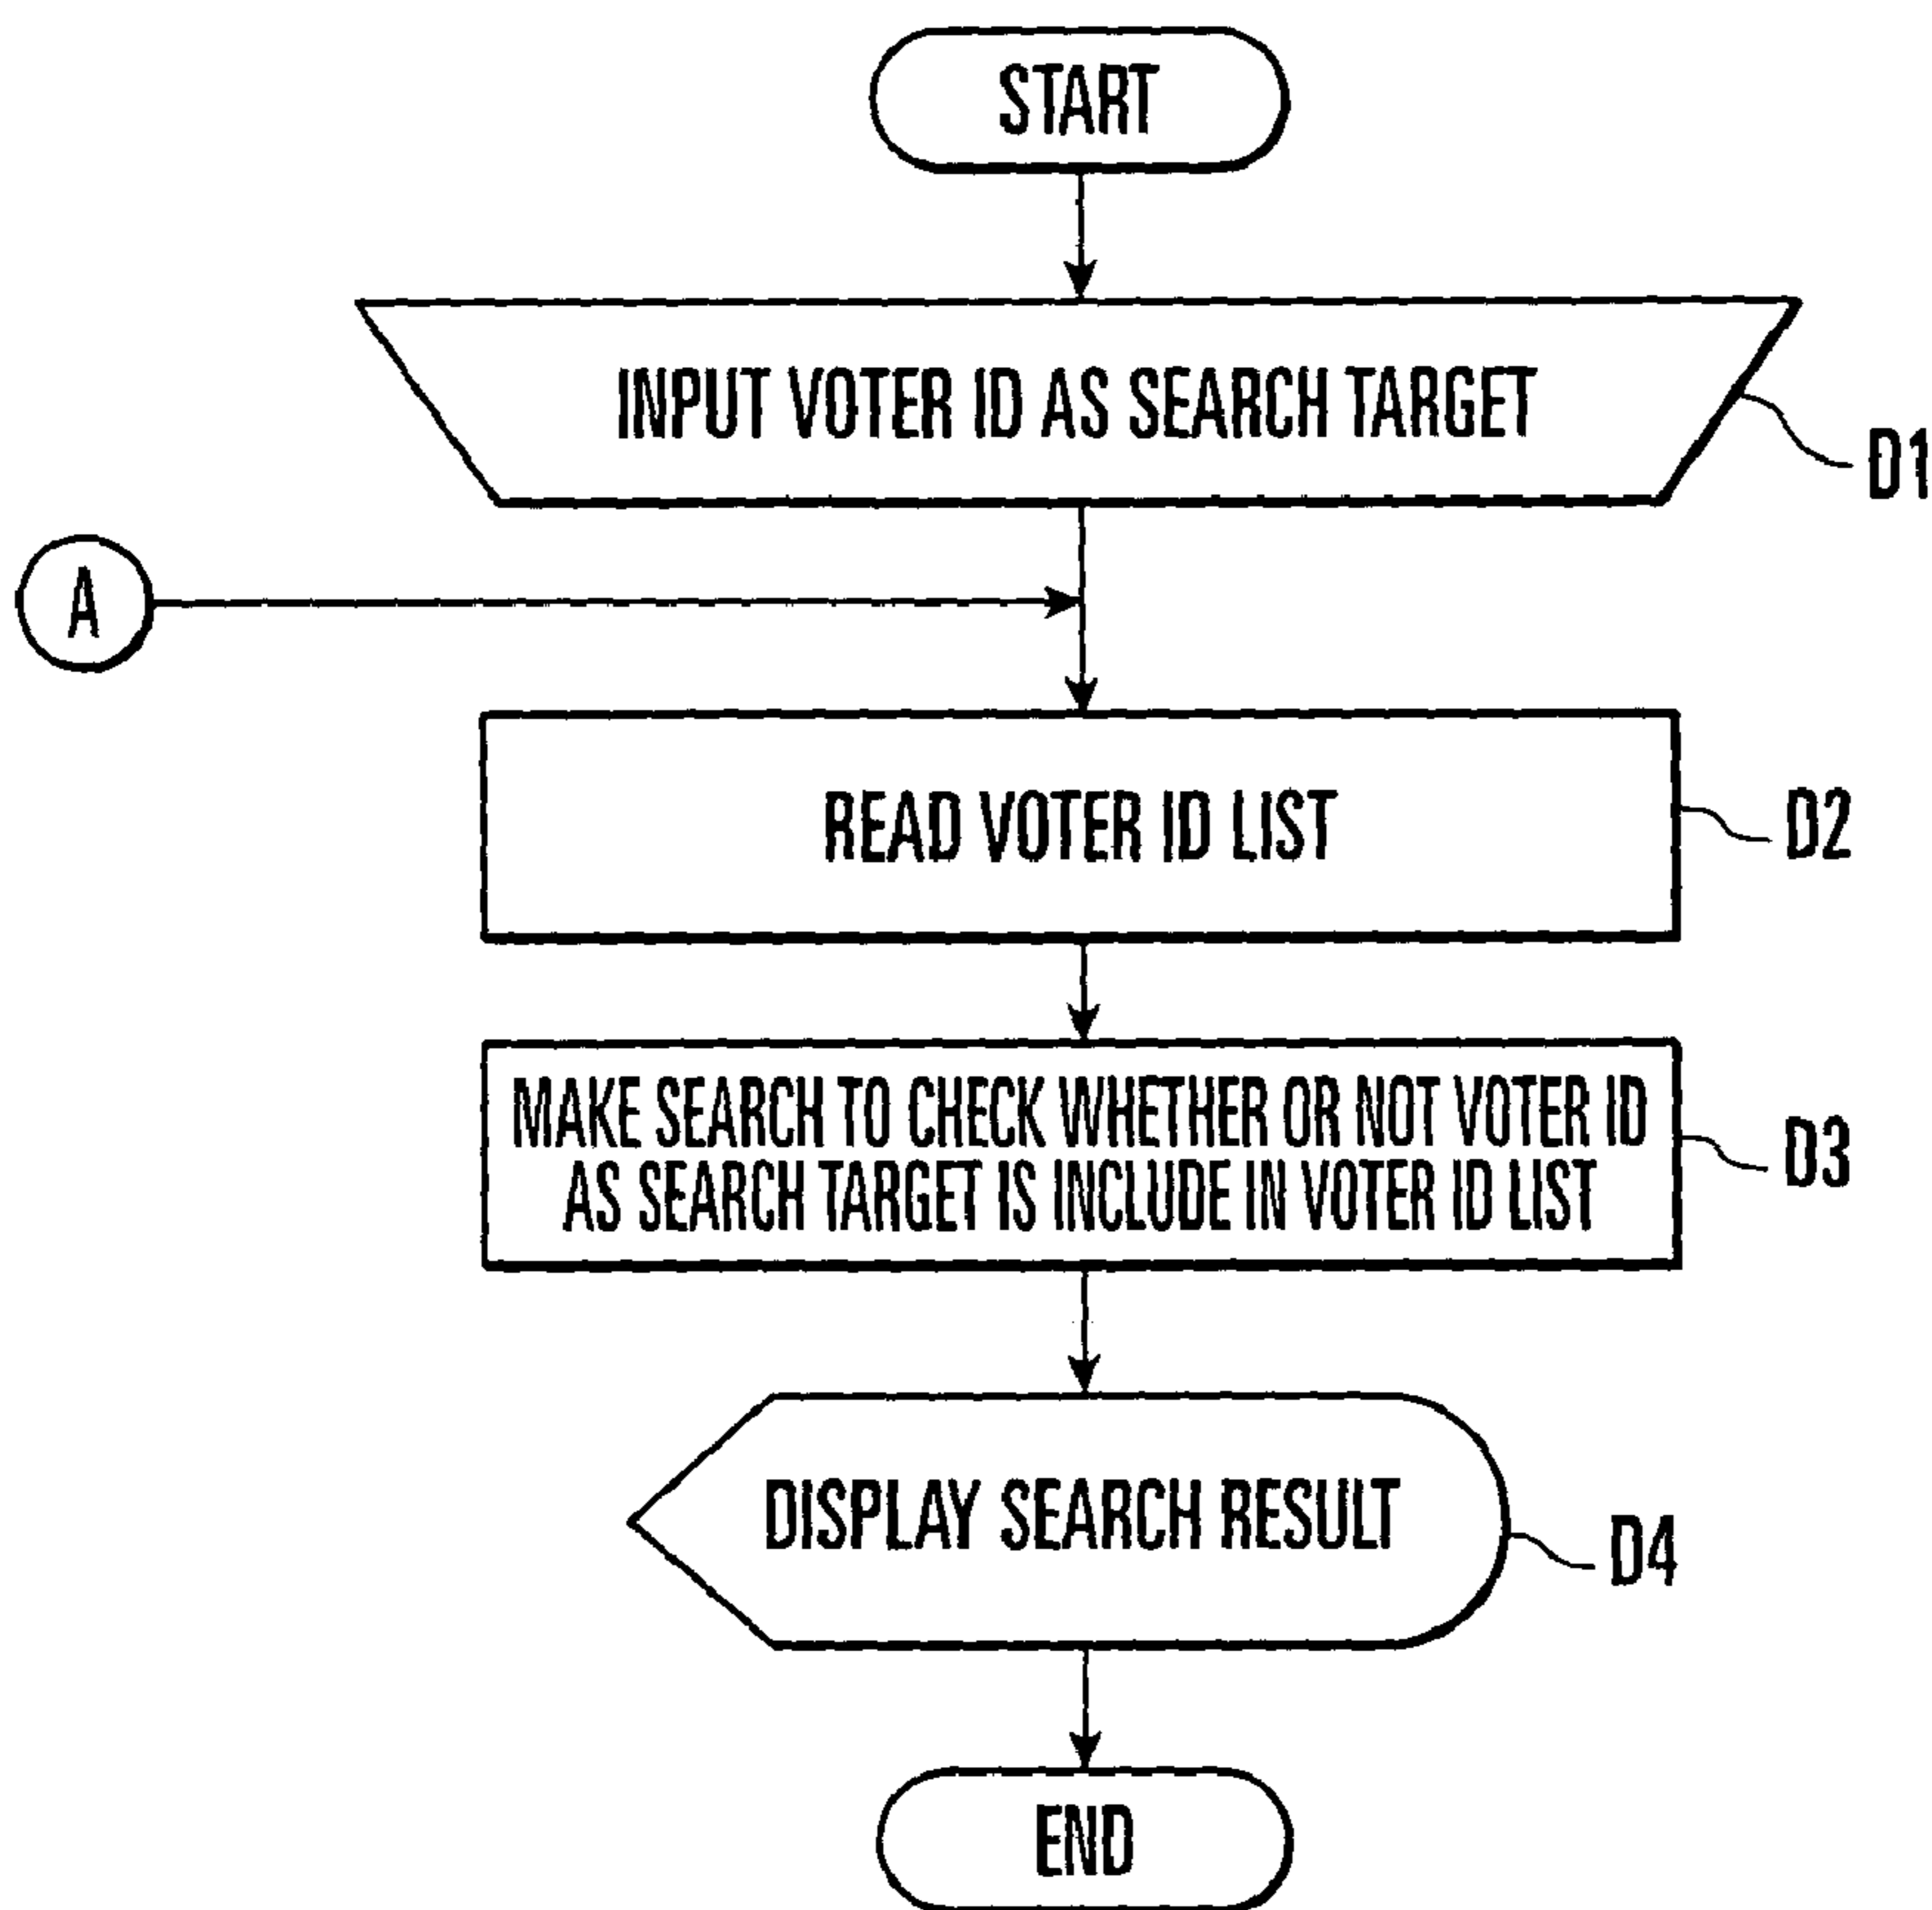 START
INPUT VOTER ID AS SEARCH TARGET
D1
A
READ VOTER ID LIST
D2
MAKE SEARCH TO CHECK WHETHER OR NOT VOTER ID
AS SEARCH TARGET IS INCLUDE IN VOTER ID LIST
D3
DISPLAY SEARCH RESULT
D4
END